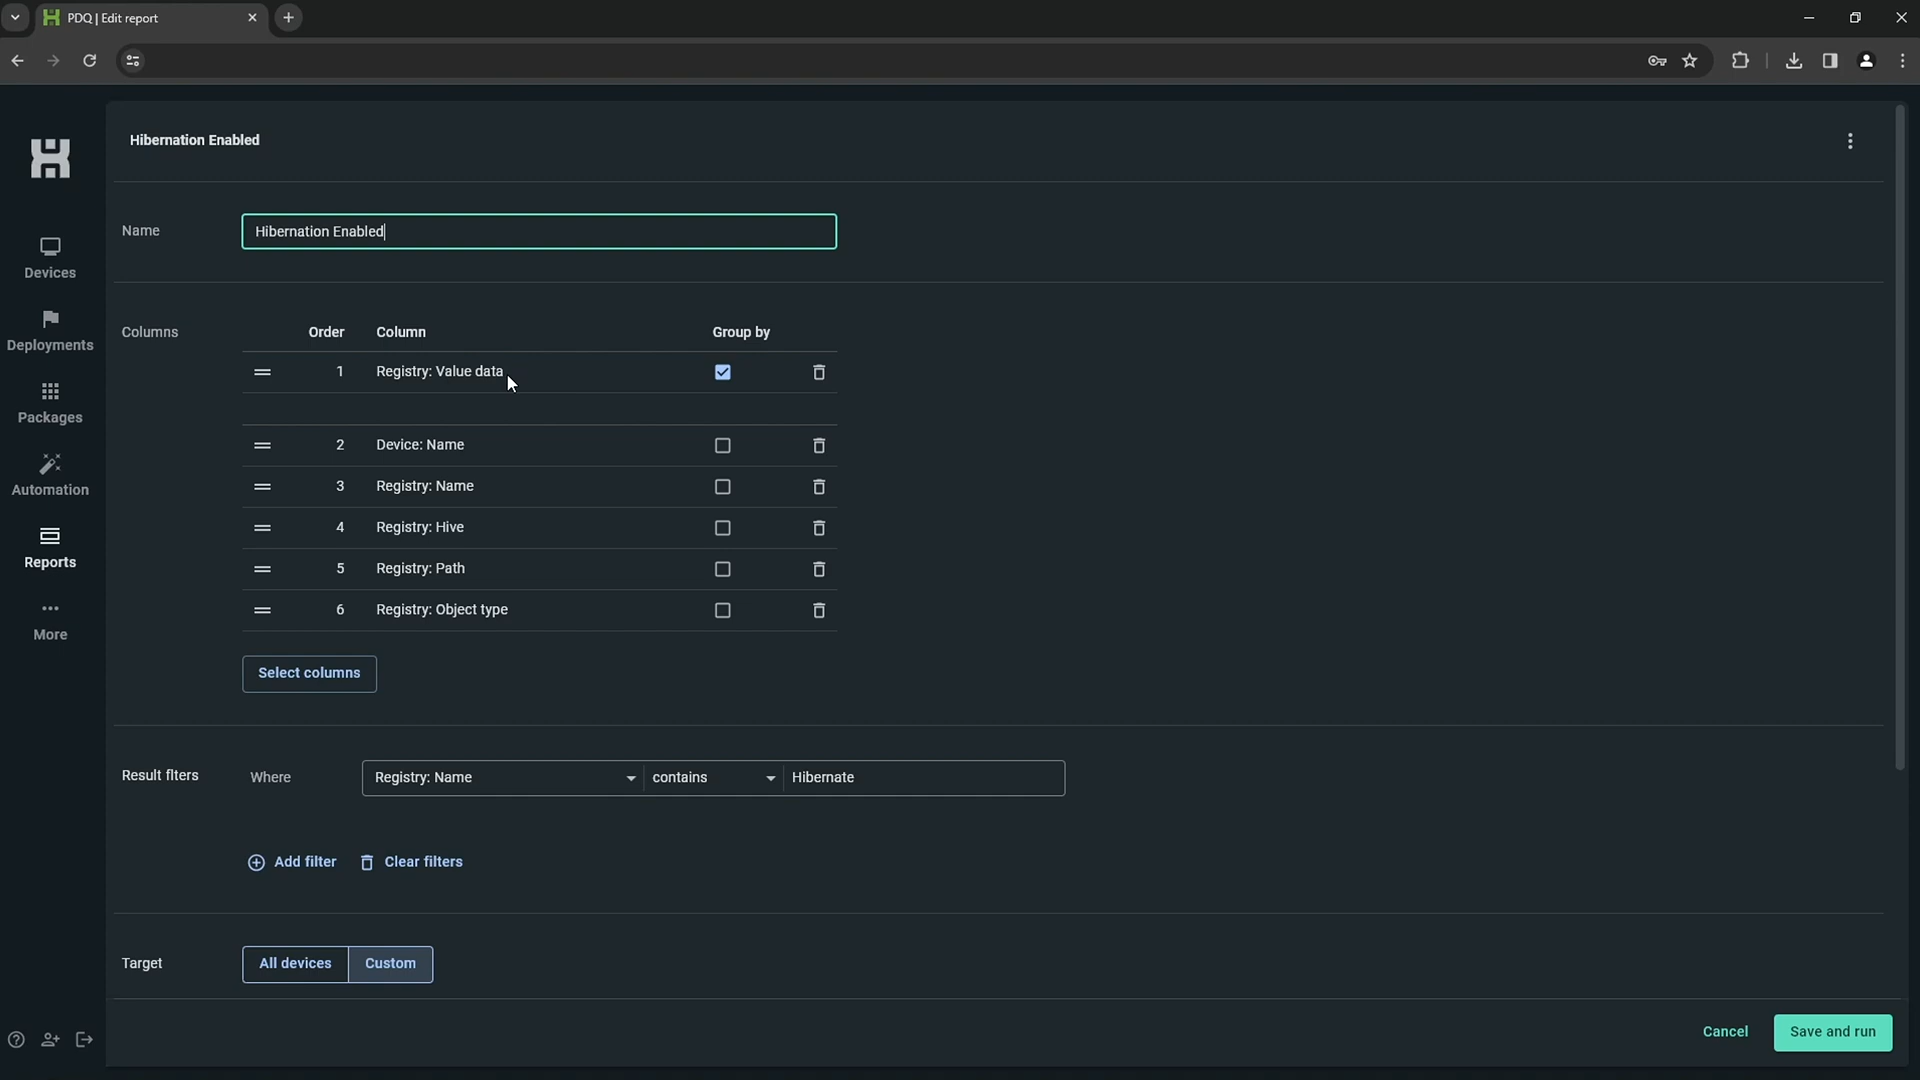 PDQ | Edit report
Hibernation Enabled
Name
Hibernation Enabled
Columns
Order Column Group by
1 Registry: Value data
2 Device: Name
3 Registry: Name
4 Registry: Hive
5 Registry: Path
6 Registry: Object type
Select columns
Result flters Where Registry: Name contains Hibernate
Add filter Clear filters
Target All devices Custom
Cancel Save and run
Devices
Deployments
Packages
Automation
Reports
More